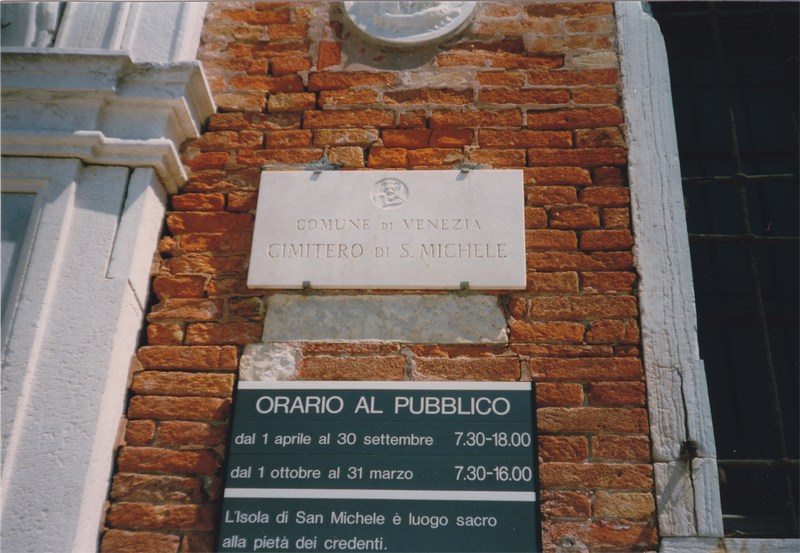 COMUNE DI VENEZIA
CIMITERO DI S. MICHELE
ORARIO AL PUBBLICO
dal 1 aprile al 30 settembre 7.30-18.00
dal 1 ottobre al 31 marzo 7.30-16.00
L'Isola di San Michele è luogo sacro
alla pietà dei credenti.